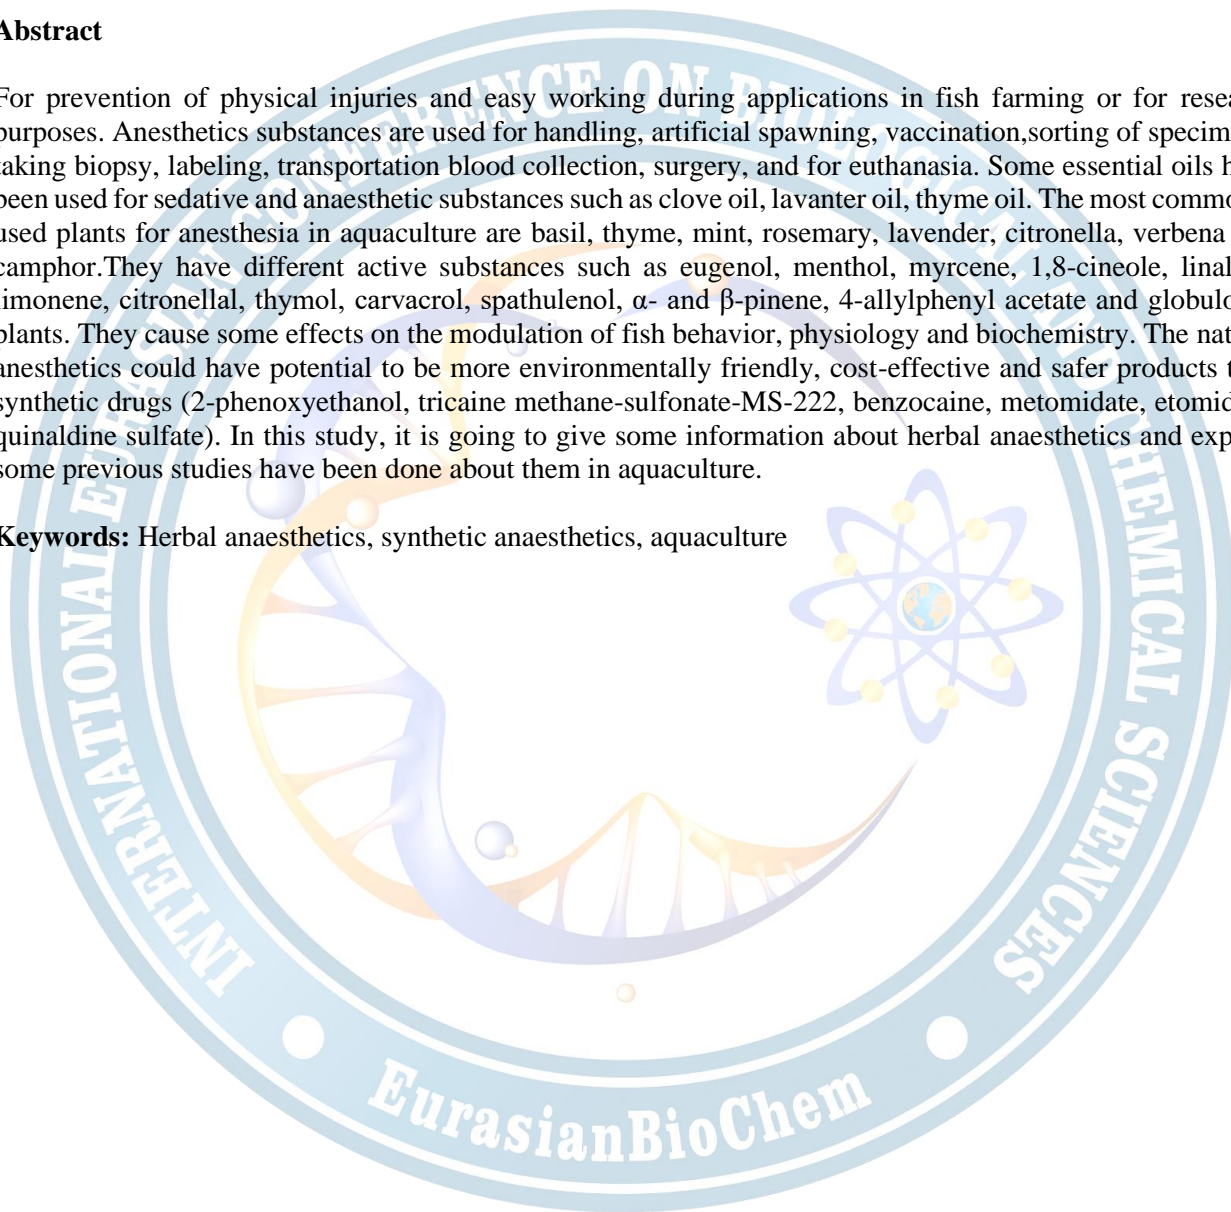 Abstract
For prevention of physical injuries and easy working during applications in fish farming or for resea
purposes. Anesthetics substances are used for handling, artificial spawning, vaccination,sorting of specim
taking biopsy, labeling, transportation blood collection, surgery, and for euthanasia. Some essential oils h
been used for sedative and anaesthetic substances such as clove oil, lavanter oil, thyme oil. The most commo
used plants for anesthesia in aquaculture are basil, thyme, mint, rosemary, lavender, citronella, verbena
camphor.They have different active substances such as eugenol, menthol, myrcene, 1,8-cineole, linal
limonene, citronellal, thymol, carvacrol, spathulenol, α- and β-pinene, 4-allylphenyl acetate and globulo
plants. They cause some effects on the modulation of fish behavior, physiology and biochemistry. The nat
anesthetics could have potential to be more environmentally friendly, cost-effective and safer products t
synthetic drugs (2-phenoxyethanol, tricaine methane-sulfonate-MS-222, benzocaine, metomidate, etomid
quinaldine sulfate). In this study, it is going to give some information about herbal anaesthetics and exp
some previous studies have been done about them in aquaculture.
Keywords: Herbal anaesthetics, synthetic anaesthetics, aquaculture
INTERNATIONAL EURASIAN CONFERENCE ON BIOLOGICAL AND CHEMICAL SCIENCES
EurasianBioChem